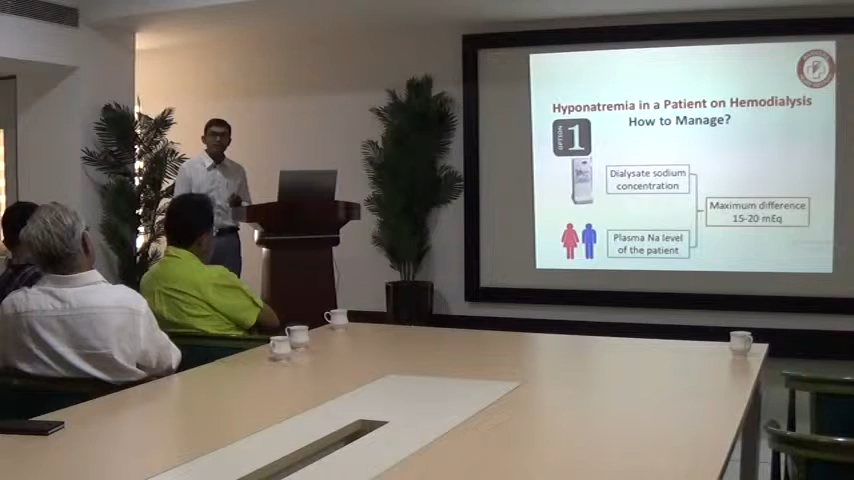 Hyponatremia in a Patient on Hemodialysis
How to Manage?
OPTION
1
Dialysate sodium
concentration
Maximum difference
15-20 mEq
Plasma Na level
of the patient